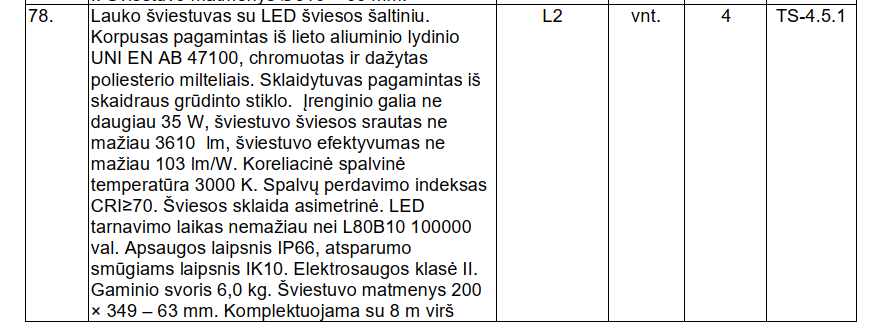 78. Lauko šviestuvas su LED šviesos šaltiniu. L2 vnt. 4 TS-4.5.1
Korpusas pagamintas iš lieto aliuminio lydinio
UNI EN AB 47100, chromuotas ir dažytas
poliesterio milteliais. Sklaidytuvas pagamintas iš
skaidraus grūdinto stiklo. Įrenginio galia ne
daugiau 35 W, šviestuvo šviesos srautas ne
mažiau 3610 lm, šviestuvo efektyvumas ne
mažiau 103 lm/W. Koreliacinė spalvinė
temperatūra 3000 K. Spalvų perdavimo indeksas
CRI≥70. Šviesos sklaida asimetrinė. LED
tarnavimo laikas nemažiau nei L80B10 100000
val. Apsaugos laipsnis IP66, atsparumo
smūgiams laipsnis IK10. Elektrosaugos klasė II.
Gaminio svoris 6,0 kg. Šviestuvo matmenys 200
× 349 – 63 mm. Komplektuojama su 8 m virš